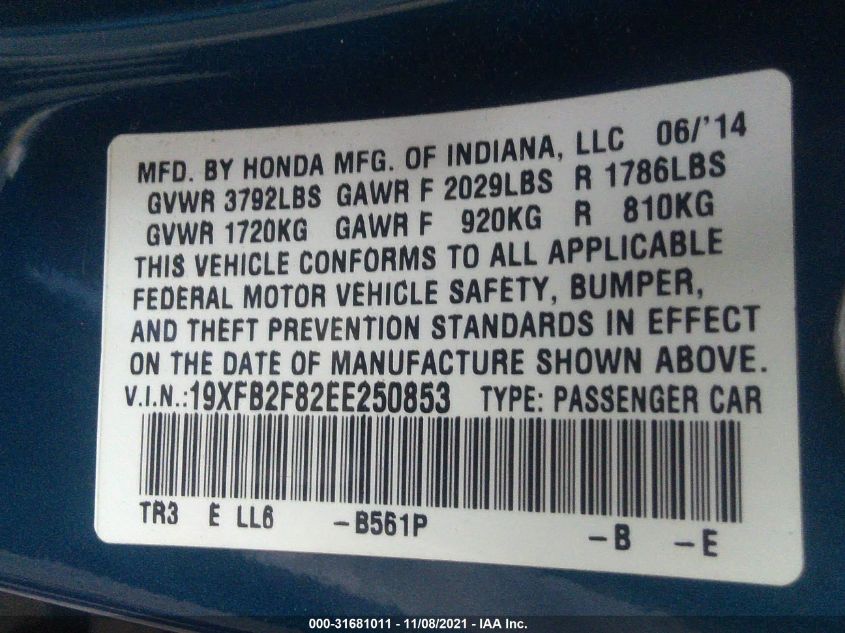 MFD. BY HONDA MFG. OF INDIANA, LLC 06/'14
GVWR 3792LBS GAWR F 2029LBS R 1786LBS
GVWR 1720KG GAWR F 920KG R 810KG
THIS VEHICLE CONFORMS TO ALL APPLICABLE
FEDERAL MOTOR VEHICLE SAFETY, BUMPER,
AND THEFT PREVENTION STANDARDS IN EFFECT
ON THE DATE OF MANUFACTURE SHOWN ABOVE.
V.I.N.:19XFB2F82EE250853 TYPE: PASSENGER CAR
TR3 E LL6 -B561P -B -E
000-31681011 - 11/08/2021 - IAA Inc.